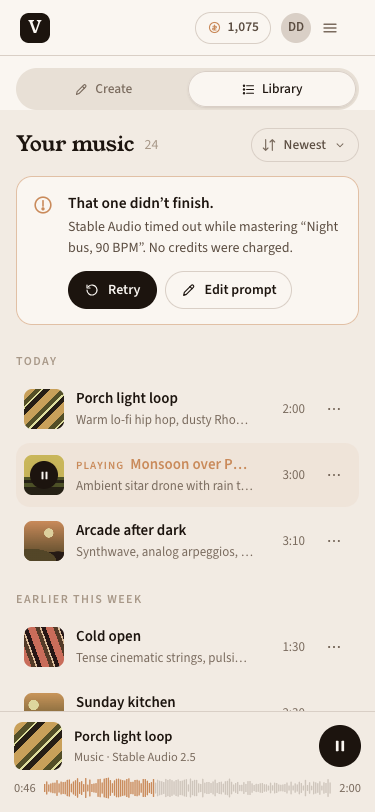 V
1,075
DD
Create
Library
Your music 24
Newest
That one didn't finish.
Stable Audio timed out while mastering “Night
bus, 90 BPM”. No credits were charged.
Retry
Edit prompt
TODAY
Porch light loop
Warm lo-fi hip hop, dusty Rho…
2:00
PLAYING Monsoon over P…
Ambient sitar drone with rain t…
3:00
Arcade after dark
Synthwave, analog arpeggios, …
3:10
EARLIER THIS WEEK
Cold open
Tense cinematic strings, pulsi…
1:30
Sunday kitchen
Porch light loop
Music · Stable Audio 2.5
0:46
2:00